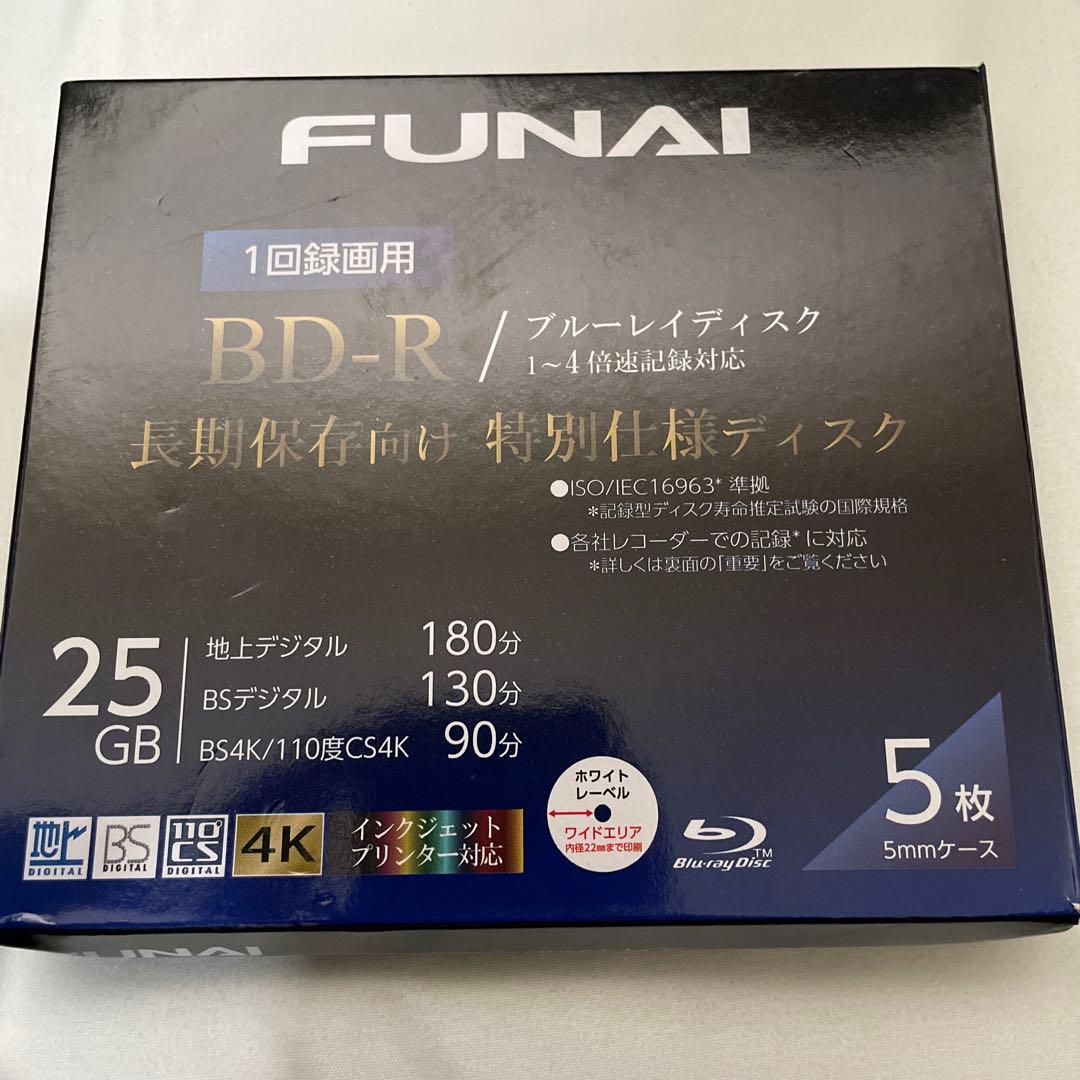 FUNAI
1回録画用
BD-R / ブルーレイディスク
1～4倍速記録対応
長期保存向け 特別仕様ディスク
●ISO/IEC16963* 準拠
*記録型ディスク寿命推定試験の国際規格
●各社レコーダーでの記録* に対応
*詳しくは裏面の「重要」をご覧ください
25
GB
地上デジタル 180分
BSデジタル 130分
BS4K/110度CS4K 90分
地上
DIGITAL
BS
DIGITAL
110°
CS
DIGITAL
4K
インクジェット
プリンター対応
ホワイト
レーベル
ワイドエリア
内径22mmまで印刷
Blu-ray Disc™
5枚
5mmケース
FUNAI